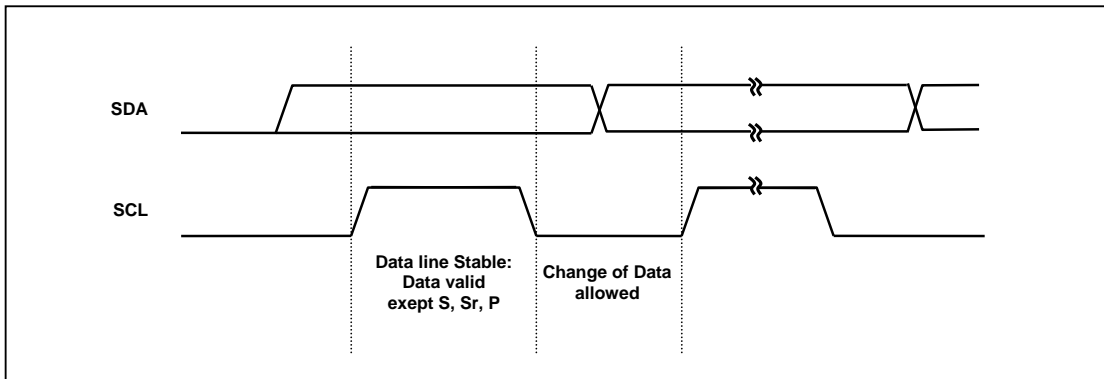 SDA
SCL
Data line Stable:
Data valid
exept S, Sr, P
Change of Data
allowed